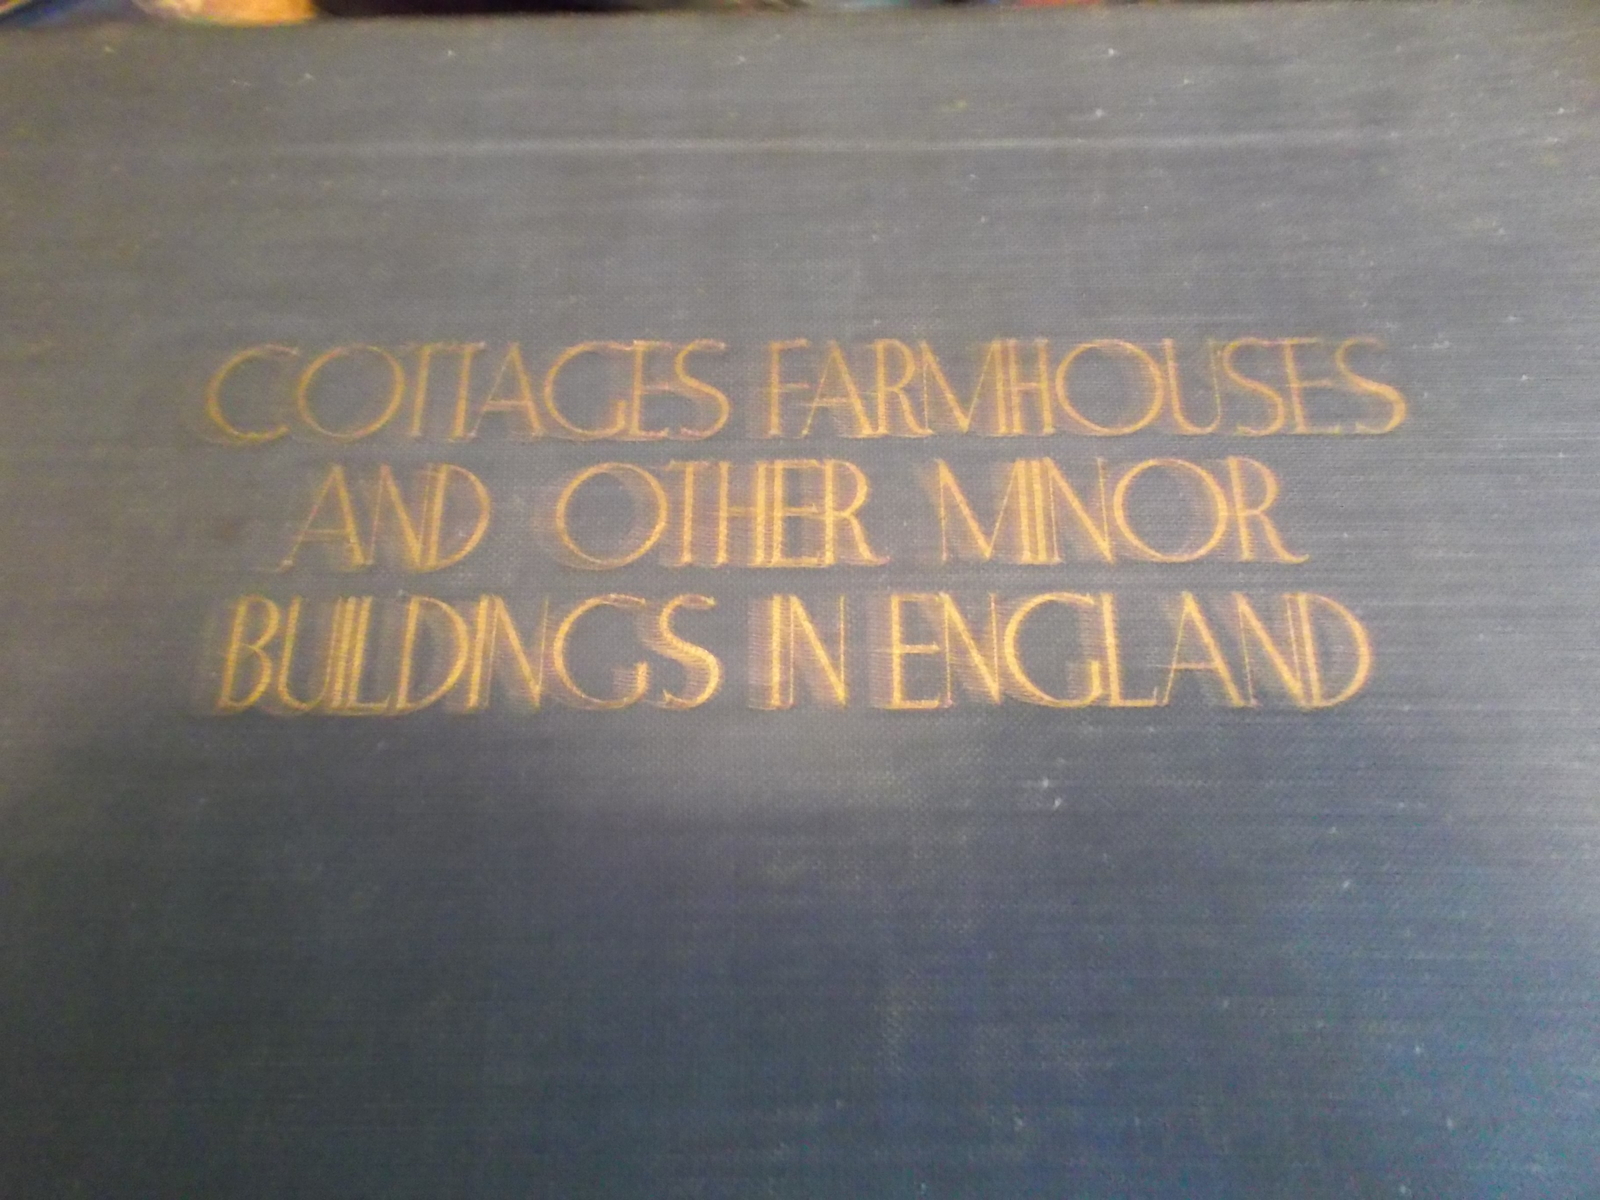 COTTAGES FARMHOUSES
AND OTHER MINOR
BUILDINGS IN ENGLAND